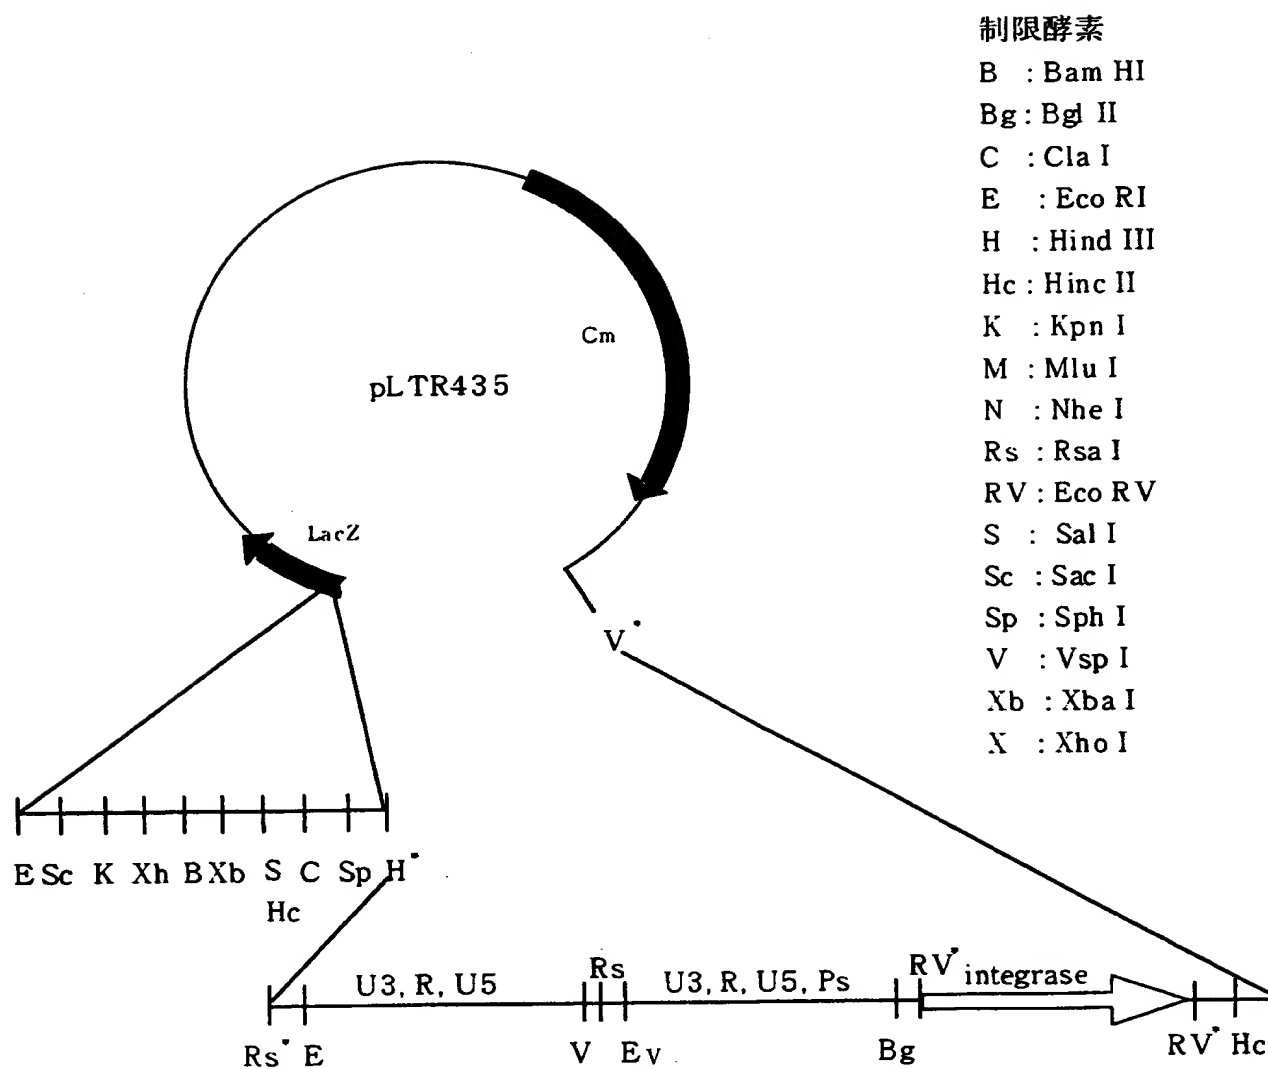 制限酵素
B : Bam HI
Bg : Bgl II
C : Cla I
E : Eco RI
H : Hind III
Hc : Hinc II
K : Kpn I
M : Mlu I
N : Nhe I
Rs : Rsa I
RV : Eco RV
S : Sal I
Sc : Sac I
Sp : Sph I
V : Vsp I
Xb : Xba I
X : Xho I
Cm
pLTR435
LacZ
V*
E Sc K Xh B Xb S C Sp H*
Hc
U3, R, U5 Rs U3, R, U5, Ps RV* integrase
Rs* E V Ev Bg RV* Hc